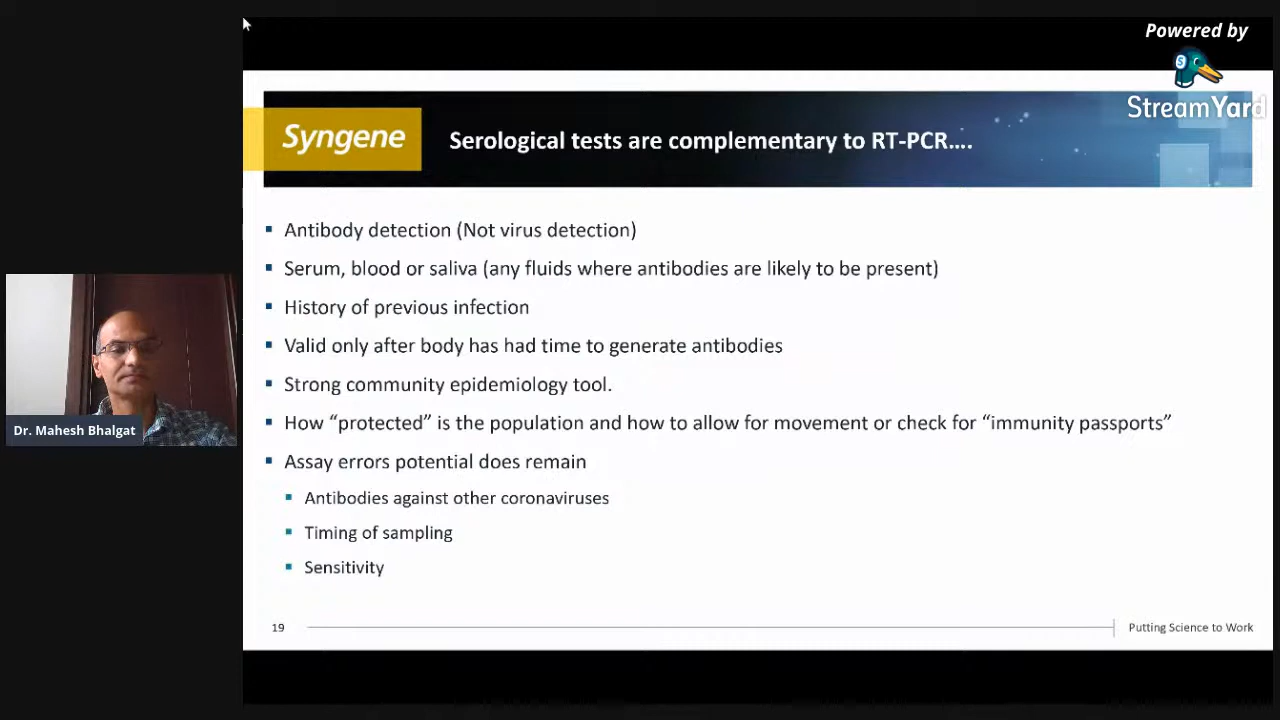 Powered by
StreamYard
Syngene
Serological tests are complementary to RT-PCR....
Antibody detection (Not virus detection)
Serum, blood or saliva (any fluids where antibodies are likely to be present)
History of previous infection
Valid only after body has had time to generate antibodies
Strong community epidemiology tool.
How “protected” is the population and how to allow for movement or check for “immunity passports”
Assay errors potential does remain
Antibodies against other coronaviruses
Timing of sampling
Sensitivity
Dr. Mahesh Bhalgat
19
Putting Science to Work